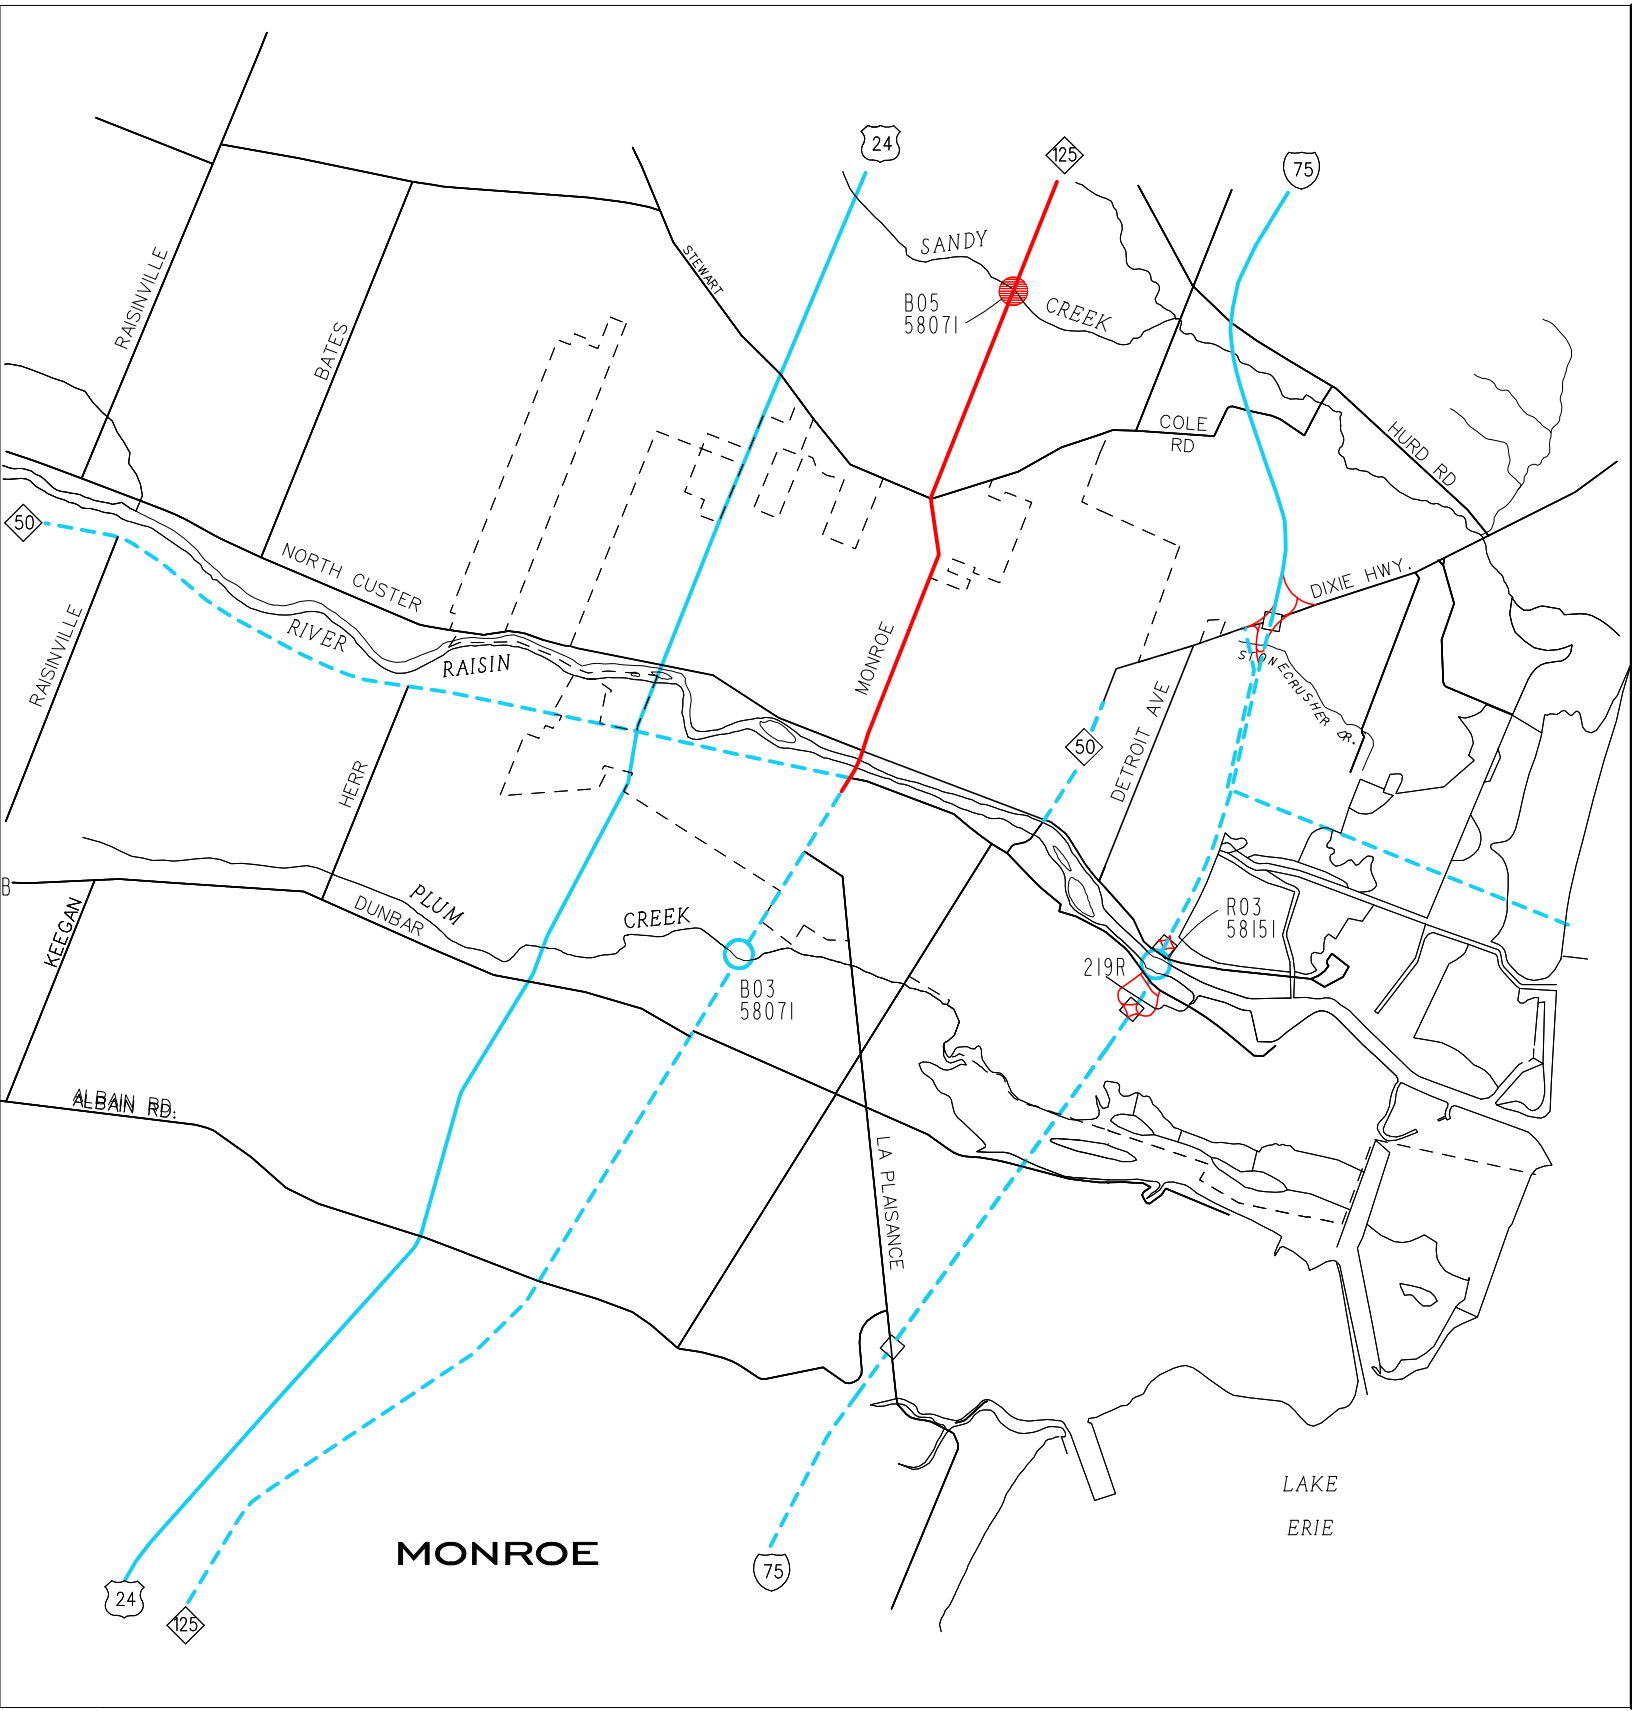 24
125
75
SANDY
CREEK
B05
58071
STEWART
RAISINVILLE
BATES
COLE
RD
HURD RD
50
NORTH CUSTER
RIVER
RAISIN
DIXIE HWY.
STONECRUSHER DR.
MONROE
RAISINVILLE
HERR
DETROIT AVE
50
B
KEEGAN
PLUM
CREEK
DUNBAR
B03
58071
R03
58151
219R
ALBAIN RD.
ALBAIN RD.
LA PLAISANCE
LAKE
ERIE
MONROE
75
24
125